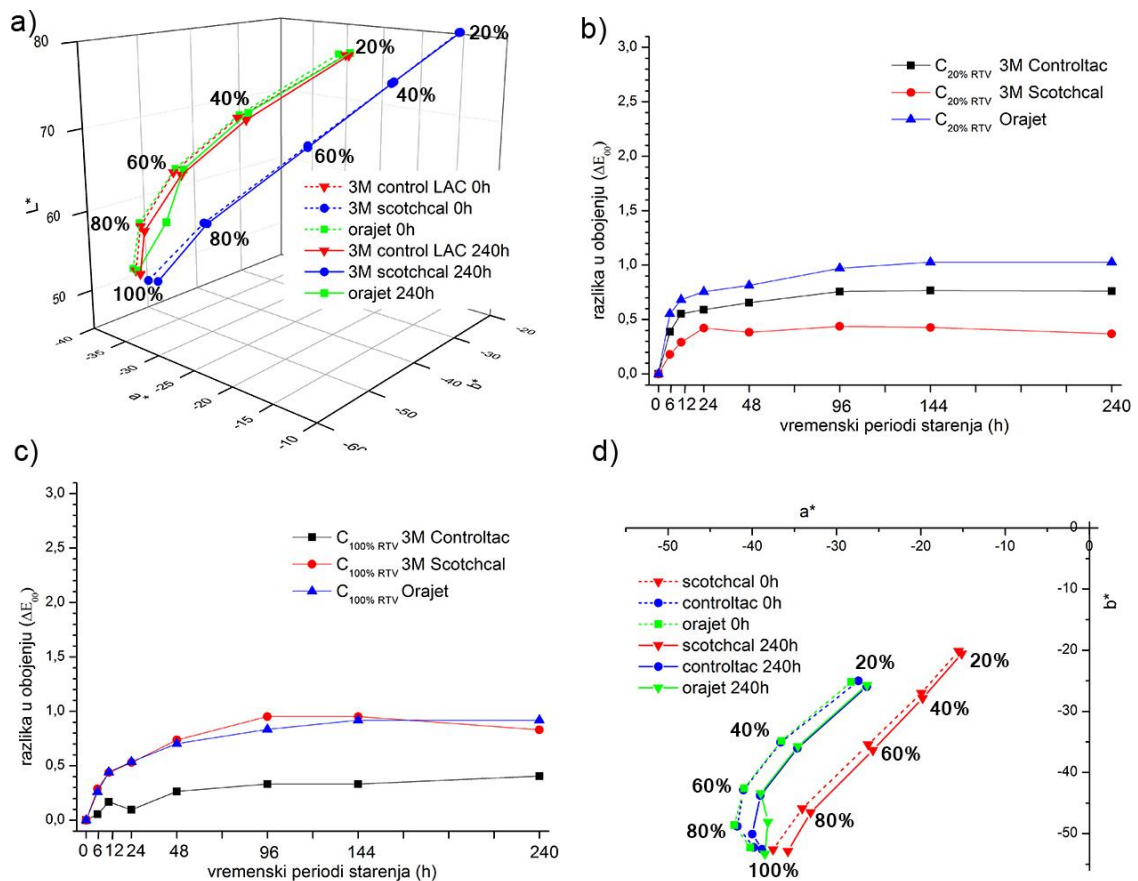 a)
80
70
60
50
L*
20%
40%
60%
80%
100%
20%
40%
60%
80%
3M control LAC 0h
3M scotchcal 0h
orajet 0h
3M control LAC 240h
3M scotchcal 240h
orajet 240h
-40
-35
-30
-25
-20
-15
-10
a*
-60
-50
-40
-30
-20
b*
b)
3,0
2,5
2,0
1,5
1,0
0,5
0,0
razlika u obojenju (ΔE00)
C20% RTV 3M Controltac
C20% RTV 3M Scotchcal
C20% RTV Orajet
0 6 12 24 48 96 144 240
vremenski periodi starenja (h)
c)
3,0
2,5
2,0
1,5
1,0
0,5
0,0
razlika u obojenju (ΔE00)
C100% RTV 3M Controltac
C100% RTV 3M Scotchcal
C100% RTV Orajet
0 6 12 24 48 96 144 240
vremenski periodi starenja (h)
d)
a*
-50 -40 -30 -20 -10 0
0
-10
-20
-30
-40
-50
b*
scotchcal 0h
controltac 0h
orajet 0h
scotchcal 240h
controltac 240h
orajet 240h
20%
40%
60%
80%
100%
20%
40%
60%
80%